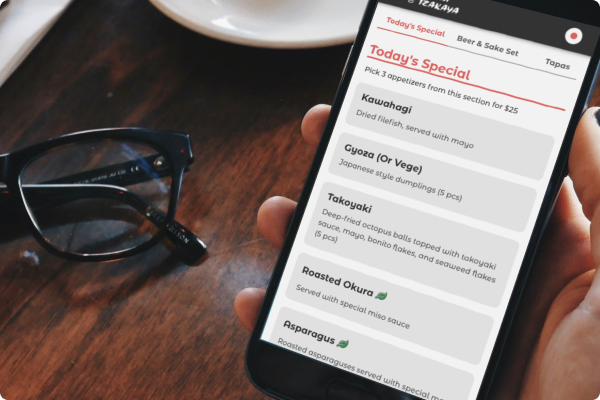 IZAKAYA
Today's Special Beer & Sake Set Tapas
Today's Special
Pick 3 appetizers from this section for $25
Kawahagi
Dried filefish, served with mayo
Gyoza (Or Vege)
Japanese style dumplings (5 pcs)
Takoyaki
Deep-fried octopus balls topped with takoyaki
sauce, mayo, bonito flakes, and seaweed flakes
(5 pcs)
Roasted Okura
Served with special miso sauce
Asparagus
Roasted asparaguses served with special